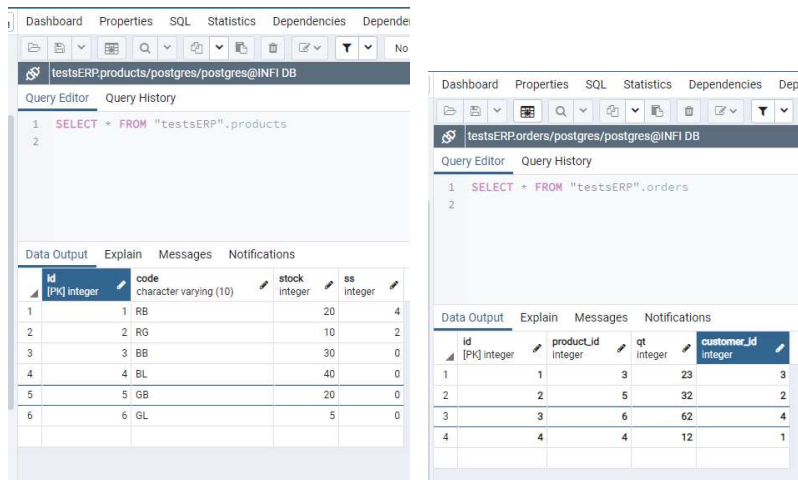 Dashboard Properties SQL Statistics Dependencies
No
testsERP.products/postgres/postgres@INFI DB
Query Editor Query History
1 SELECT * FROM "testsERP".products
2
Data Output Explain Messages Notifications
id code stock ss
[PK] integer character varying (10) integer integer
1 1 RB 20 4
2 2 RG 10 2
3 3 BB 30 0
4 4 BL 40 0
5 5 GB 20 0
6 6 GL 5 0
Dashboard Properties SQL Statistics Dependencies
testsERP.orders/postgres/postgres@INFI DB
Query Editor Query History
1 SELECT * FROM "testsERP".orders
2
Data Output Explain Messages Notifications
id product_id qt customer_id
[PK] integer integer integer integer
1 1 3 23 3
2 2 5 32 2
3 3 6 62 4
4 4 4 12 1